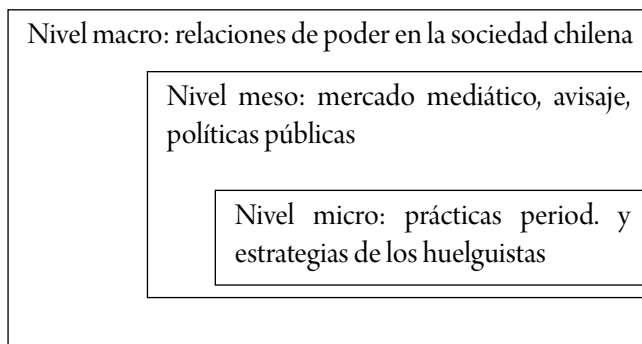 Nivel macro: relaciones de poder en la sociedad chilena
Nivel meso: mercado mediático, avisaje,
políticas públicas
Nivel micro: prácticas period. y
estrategias de los huelguistas